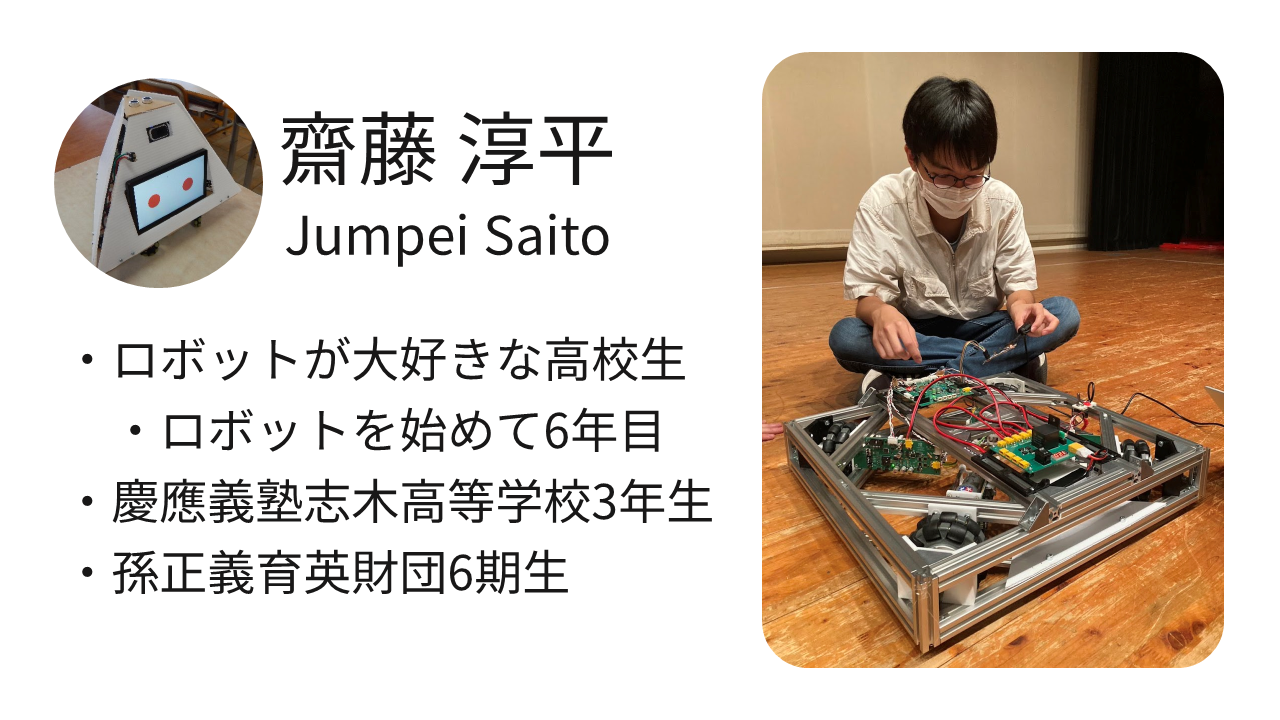 齋藤 淳平
Jumpei Saito
・ロボットが大好きな高校生
・ロボットを始めて6年目
・慶應義塾志木高等学校3年生
・孫正義育英財団6期生